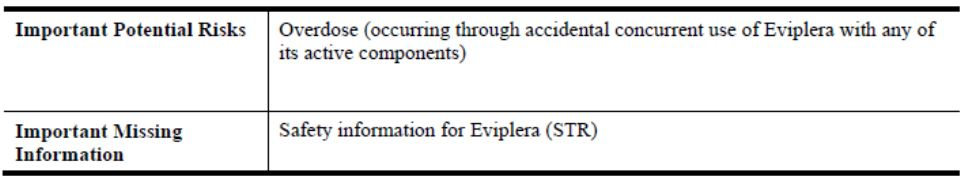 Important Potential Risks
Overdose (occurring through accidental concurrent use of Eviplera with any of
its active components)
Important Missing
Information
Safety information for Eviplera (STR)